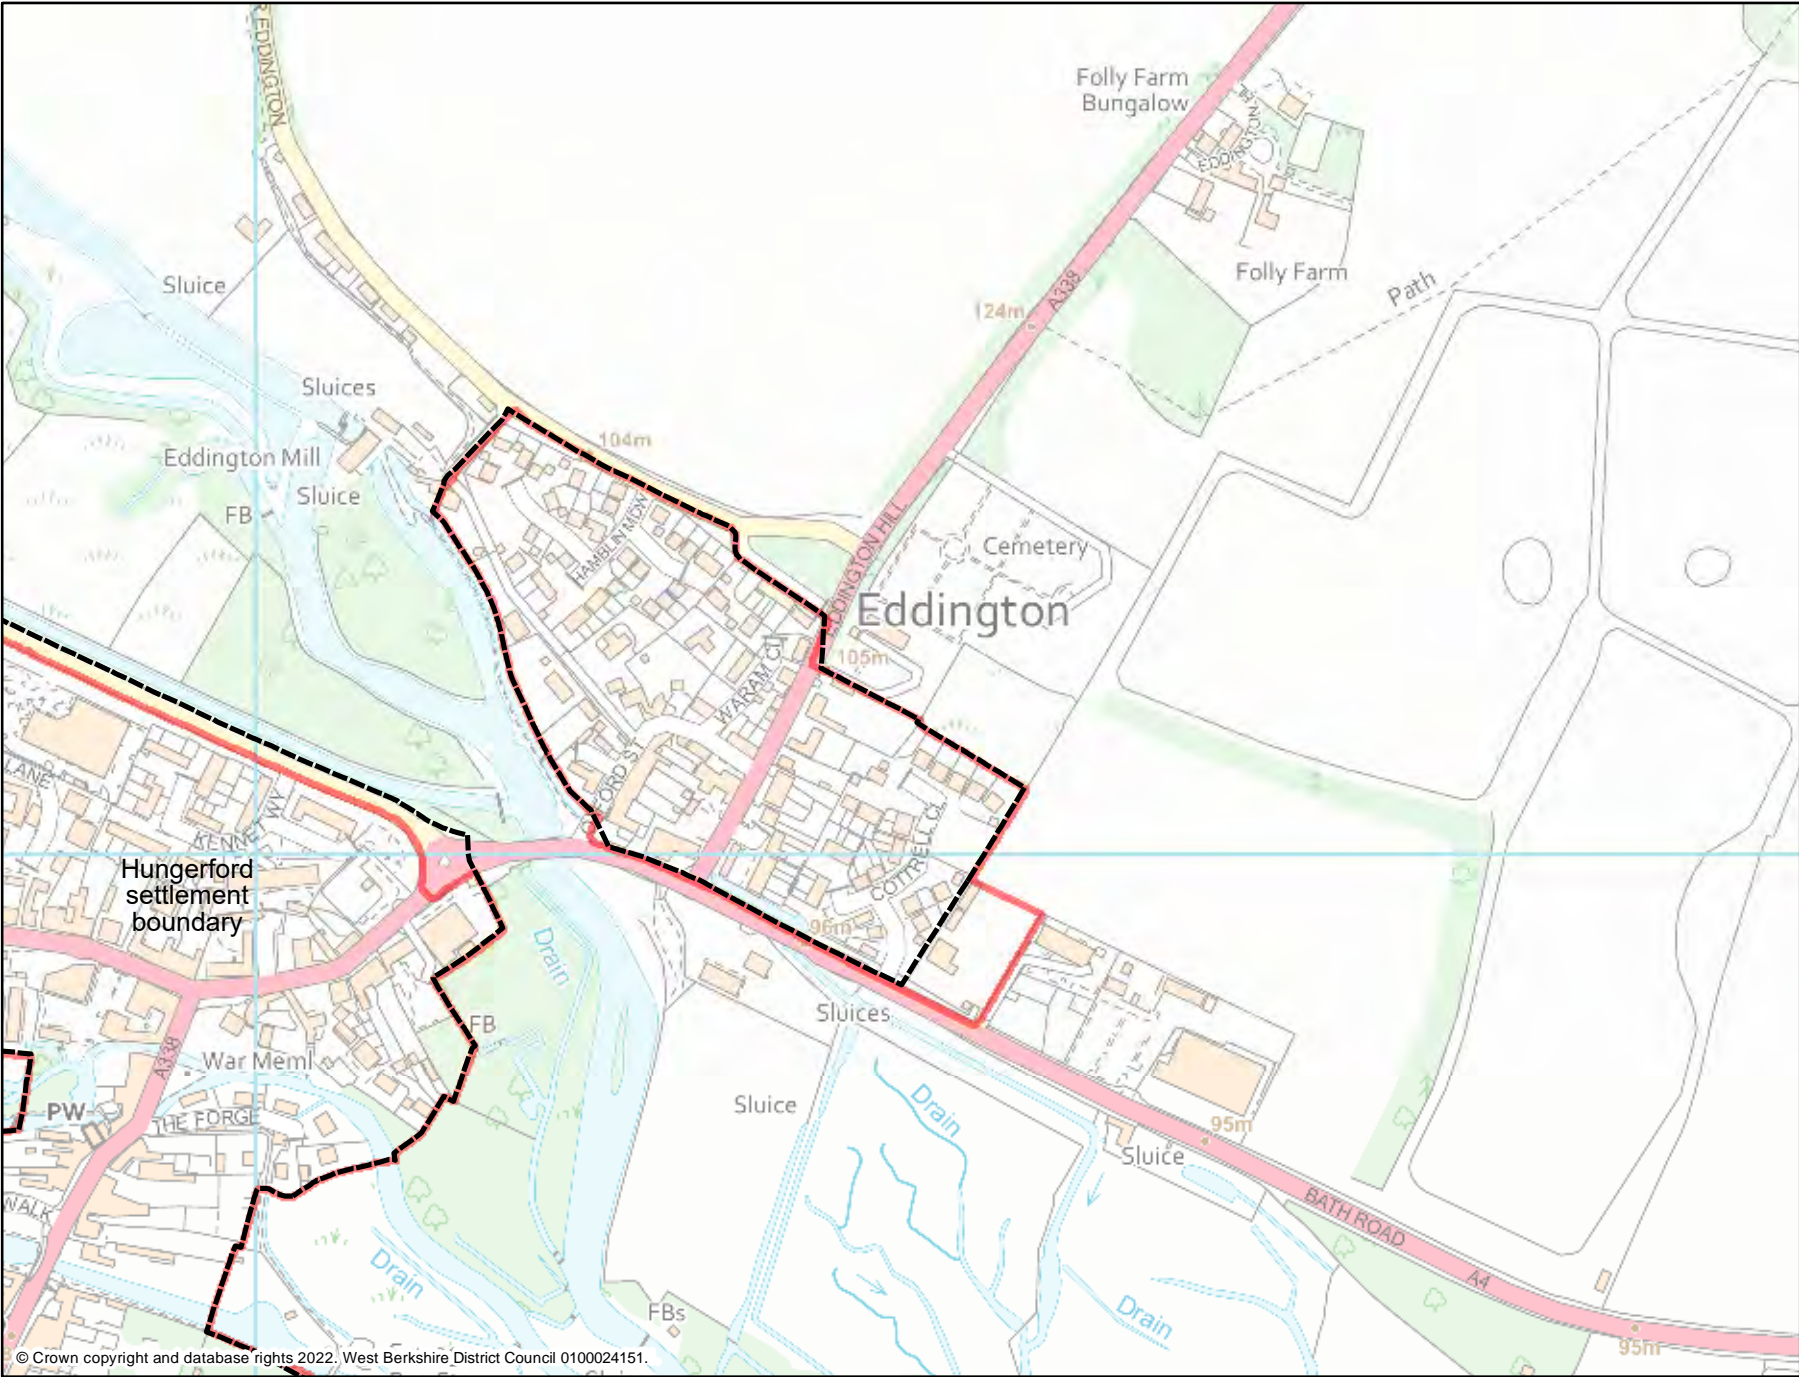 EDDINGTON
Folly Farm
Bungalow
EDDINGTON
Folly Farm
Path
Sluice
A338
124m
Sluices
104m
Eddington Mill
Sluice
FB
HAMBLIN MDW
EDDINGTON HILL
Cemetery
Eddington
105m
WARAM CL
FORD ST
LANE
KENNET WY
COTTRELL CL
Hungerford
settlement
boundary
96m
Drain
Sluices
FB
War Meml
A338
PW
THE FORGE
Sluice
Drain
95m
Sluice
WALK
BATH ROAD
A4
Drain
FBs
Drain
95m
© Crown copyright and database rights 2022. West Berkshire District Council 0100024151.